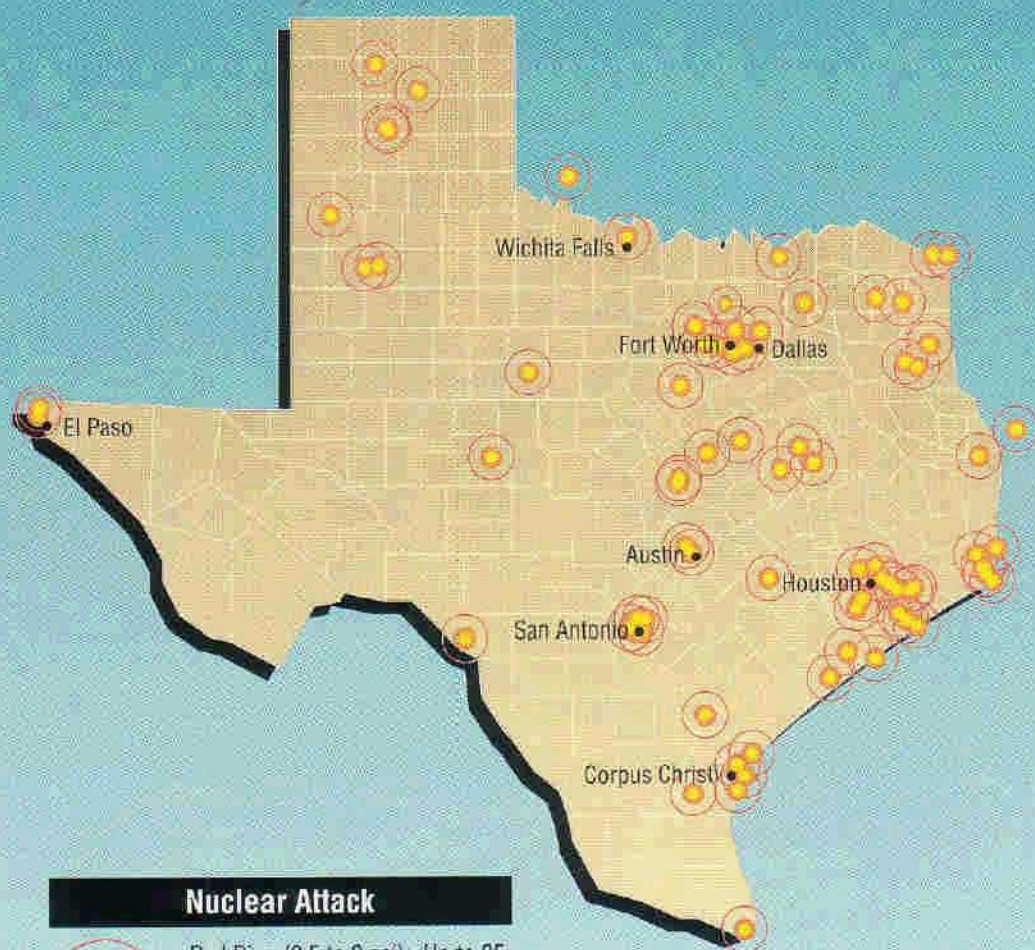 Wichita Falls
Fort Worth
Dallas
El Paso
Austin
Houston
San Antonio
Corpus Christi
Nuclear Attack